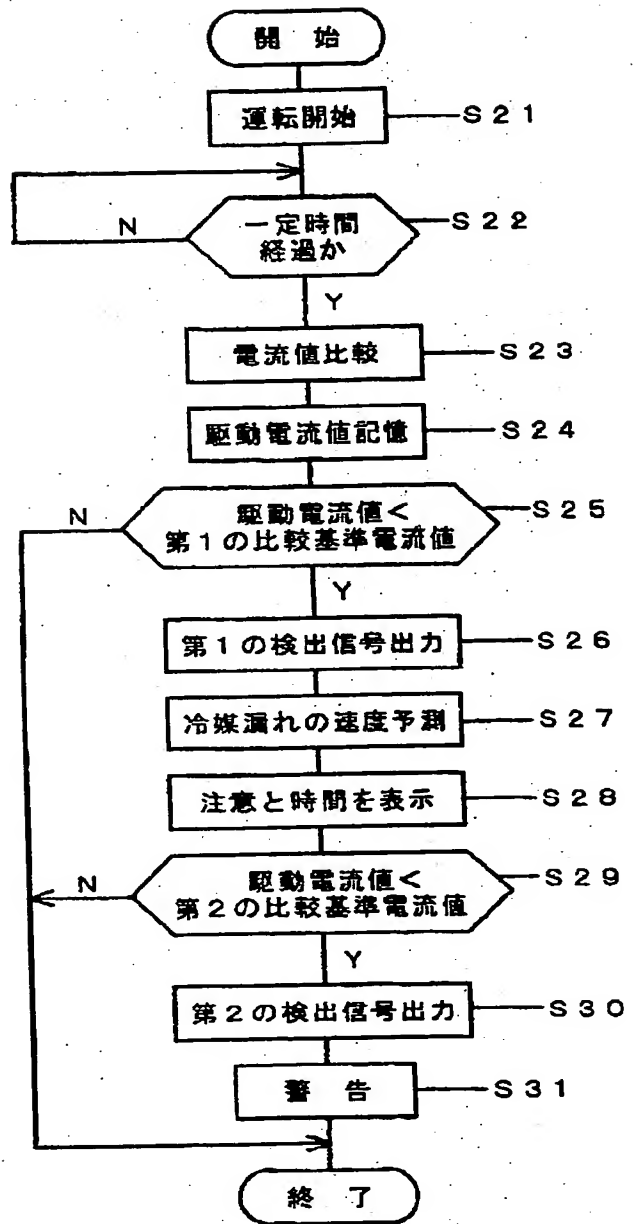 開 始
運転開始
S21
一定時間
経過か
S22
N
Y
電流値比較
S23
駆動電流値記憶
S24
駆動電流値<
第1の比較基準電流値
S25
N
Y
第1の検出信号出力
S26
冷媒漏れの速度予測
S27
注意と時間を表示
S28
駆動電流値<
第2の比較基準電流値
S29
N
Y
第2の検出信号出力
S30
警 告
S31
終 了